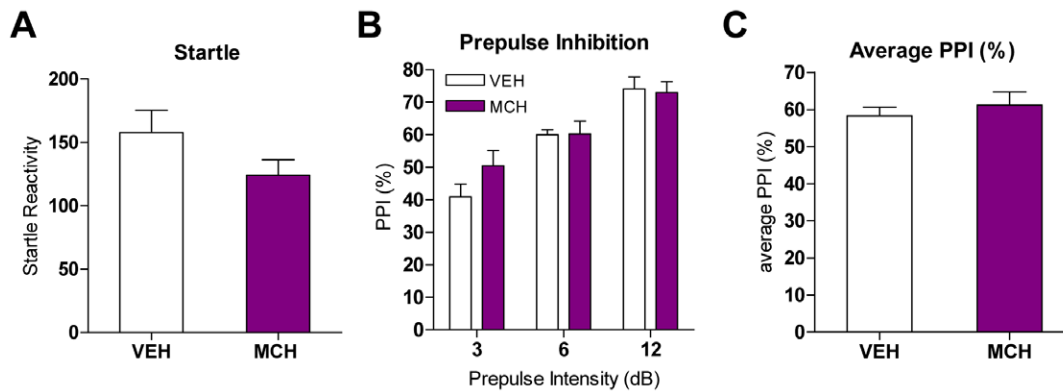 A
Startle
200
150
100
50
0
Startle Reactivity
VEH
MCH
B
Prepulse Inhibition
VEH
MCH
80
70
60
50
40
30
20
10
0
PPI (%)
3
6
12
Prepulse Intensity (dB)
C
Average PPI (%)
70
60
50
40
30
20
10
0
average PPI (%)
VEH
MCH